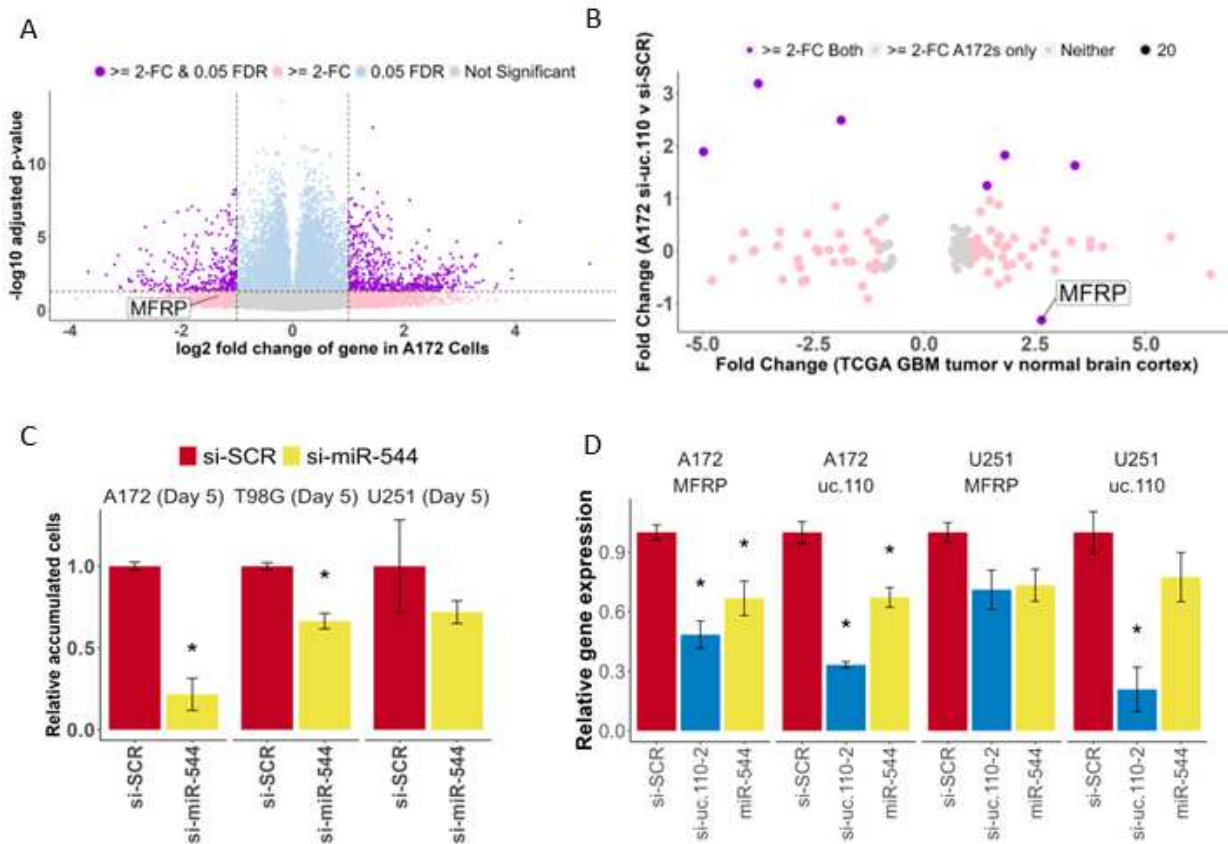 A
>= 2-FC & 0.05 FDR >= 2-FC 0.05 FDR Not Significant
-log10 adjusted p-value
10
5
0
MFRP
-4 -2 0 2 4
log2 fold change of gene in A172 Cells
B
>= 2-FC Both >= 2-FC A172s only Neither 20
Fold Change (A172 si-uc.110 v si-SCR)
3
2
1
0
-1
MFRP
-5.0 -2.5 0.0 2.5 5.0
Fold Change (TCGA GBM tumor v normal brain cortex)
C
si-SCR si-miR-544
A172 (Day 5) T98G (Day 5) U251 (Day 5)
Relative accumulated cells
1.0
0.5
0.0
* *
si-SCR si-miR-544 si-SCR si-miR-544 si-SCR si-miR-544
D
A172 A172 U251 U251
MFRP uc.110 MFRP uc.110
Relative gene expression
0.9
0.6
0.3
0.0
* * * * *
si-SCR si-uc.110-2 miR-544 si-SCR si-uc.110-2 miR-544 si-SCR si-uc.110-2 miR-544 si-SCR si-uc.110-2 miR-544